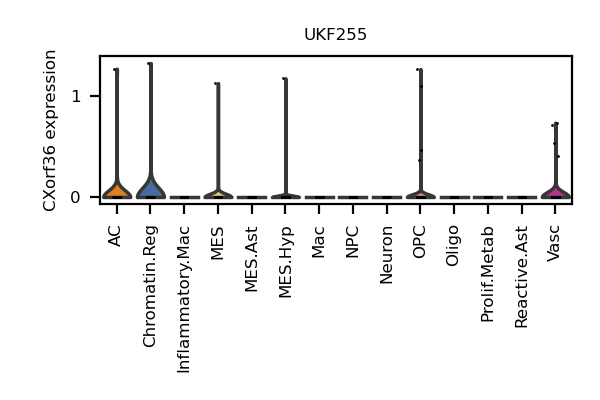 UKF255
CXorf36 expression
1
0
AC
Chromatin.Reg
Inflammatory.Mac
MES
MES.Ast
MES.Hyp
Mac
NPC
Neuron
OPC
Oligo
Prolif.Metab
Reactive.Ast
Vasc